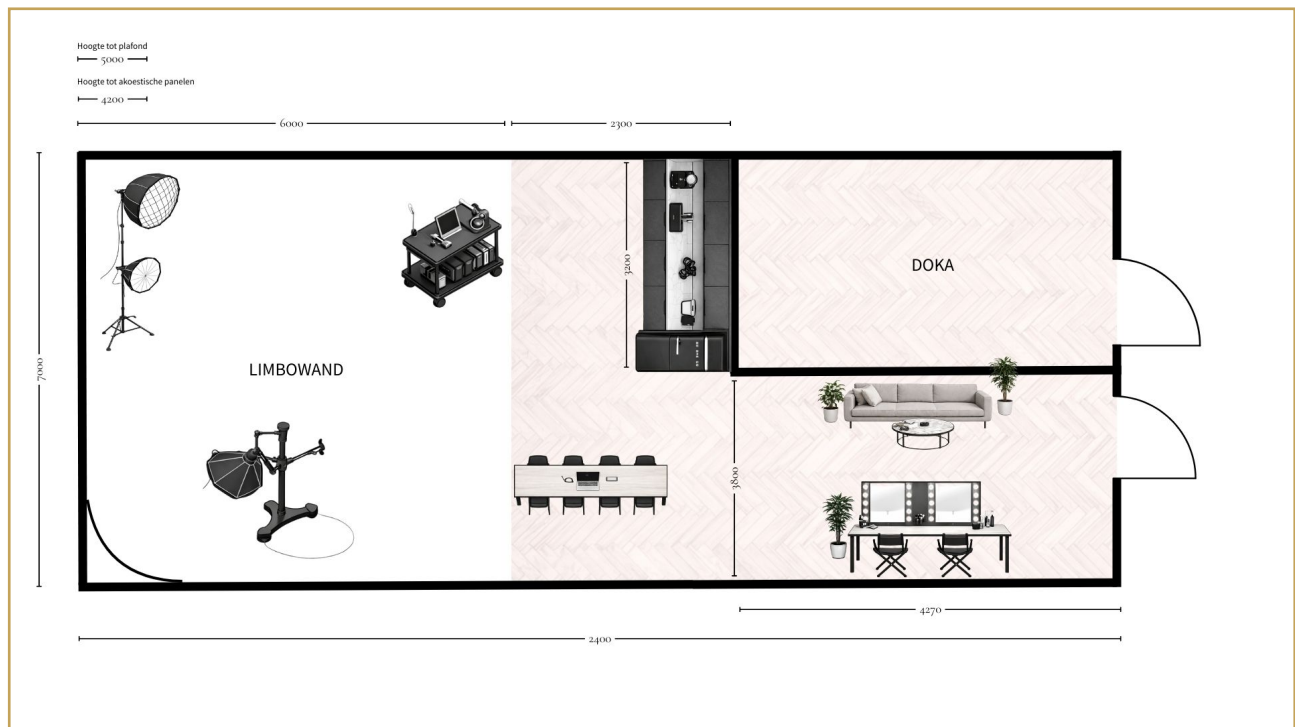 Hoogte tot plafond
5000
Hoogte tot akoestische panelen
4200
6000
2300
7000
3200
DOKA
LIMBOWAND
3800
4270
2400